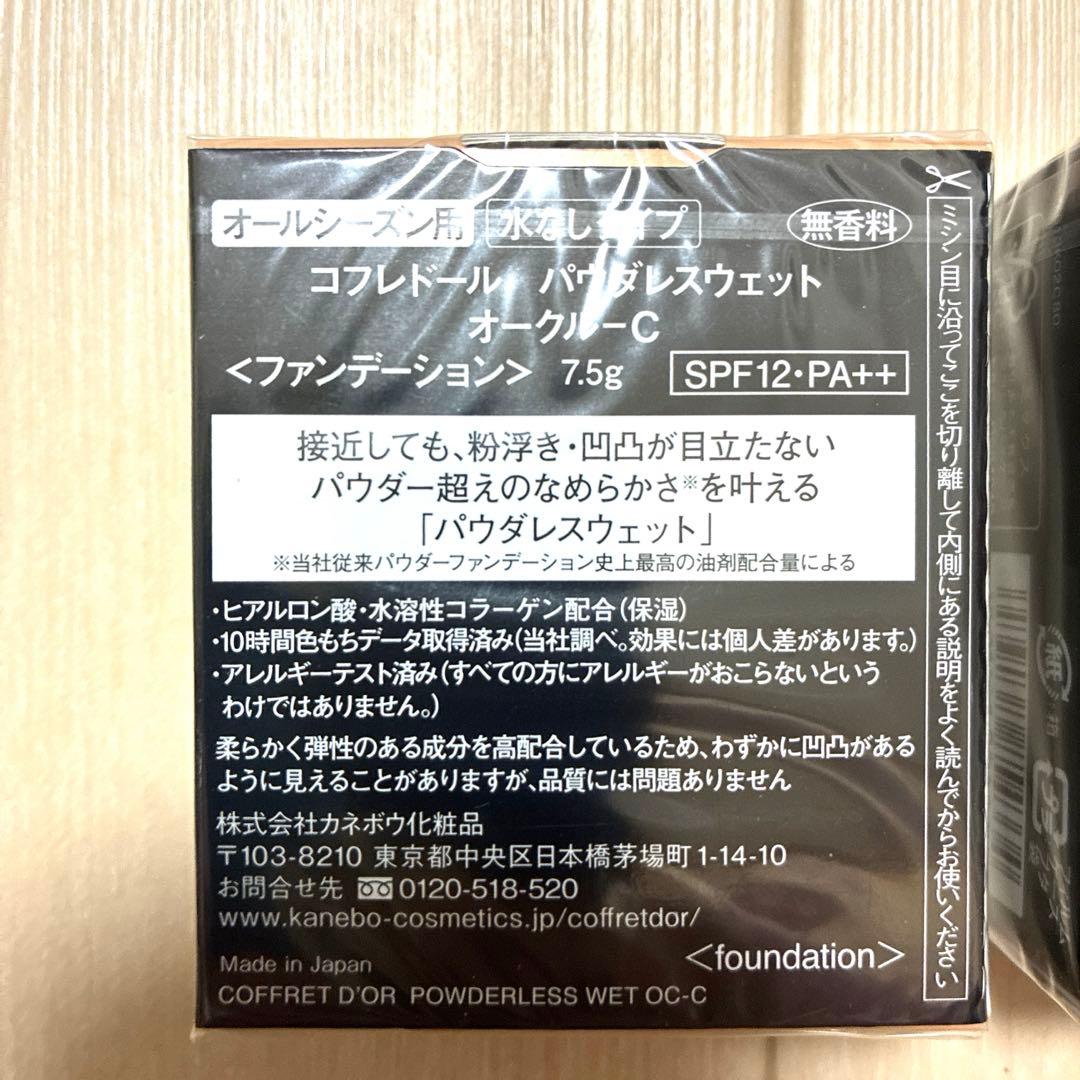 オールシーズン用 水なしタイプ 無香料
コフレドール パウダレスウェット
オークル－C
<ファンデーション> 7.5g SPF12・PA++
接近しても、粉浮き・凹凸が目立たない
パウダー超えのなめらかさ※を叶える
「パウダレスウェット」
※当社従来パウダーファンデーション史上最高の油剤配合量による
・ヒアルロン酸・水溶性コラーゲン配合（保湿）
・10時間色もちデータ取得済み（当社調べ。効果には個人差があります。）
・アレルギーテスト済み（すべての方にアレルギーがおこらないという
わけではありません。）
柔らかく弾性のある成分を高配合しているため、わずかに凹凸がある
ように見えることがありますが、品質には問題ありません
株式会社カネボウ化粧品
〒103-8210 東京都中央区日本橋茅場町1-14-10
お問合せ先 0120-518-520
www.kanebo-cosmetics.jp/coffretdor/
<foundation>
Made in Japan
COFFRET D'OR POWDERLESS WET OC-C
ミシン目に沿ってここを切り離して内側にある説明をよく読んでからお使いください
紙